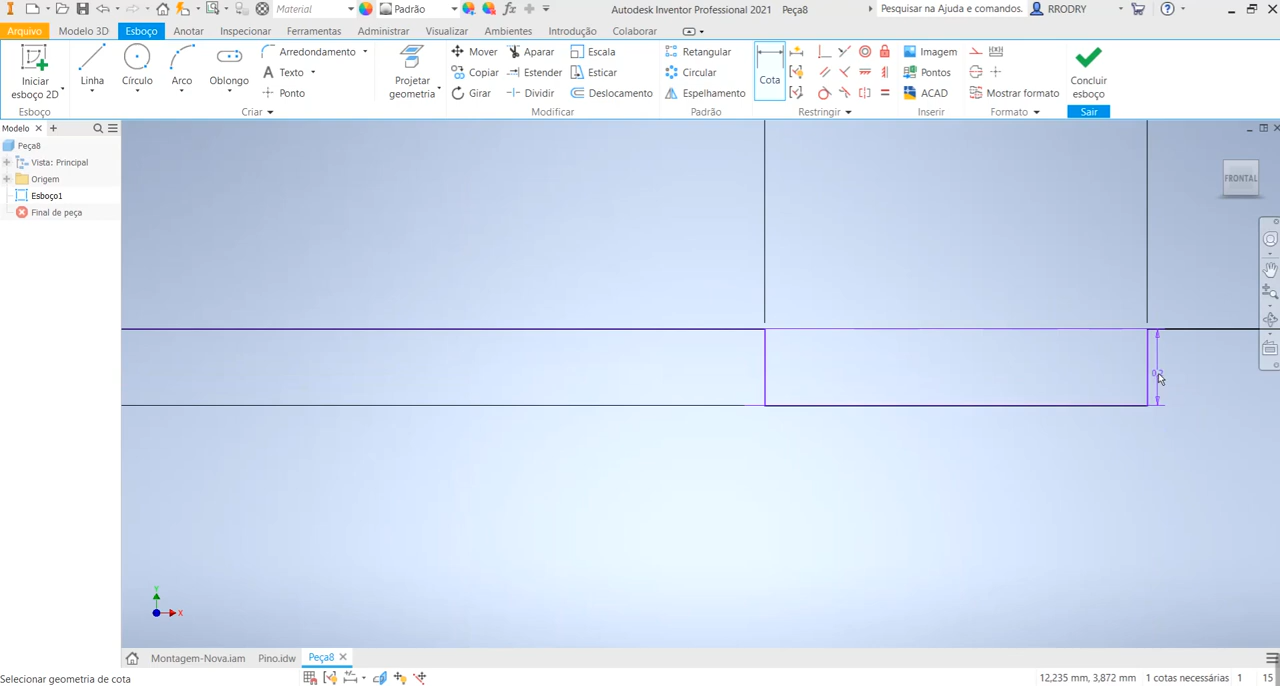 Material
Padrão
fx
Autodesk Inventor Professional 2021 Peça8
Pesquisar na Ajuda e comandos.
RRODRY
Arquivo Modelo 3D Esboço Anotar Inspecionar Ferramentas Administrar Visualizar Ambientes Introdução Colaborar
Iniciar esboço 2D
Linha
Círculo
Arco
Oblongo
Arredondamento
Texto
Ponto
Projetar geometria
Mover
Copiar
Girar
Aparar
Estender
Dividir
Escala
Esticar
Deslocamento
Retangular
Circular
Espelhamento
Cota
Imagem
Pontos
ACAD
Mostrar formato
Concluir esboço
Esboço Criar Modificar Padrão Restringir Inserir Formato Sair
Modelo
Peça8
Vista: Principal
Origem
Esboço1
Final de peça
FRONTAL
Y
X
Montagem-Nova.iam Pino.idw Peça8
Selecionar geometria de cota
12,235 mm, 3,872 mm 1 cotas necessárias 1 15